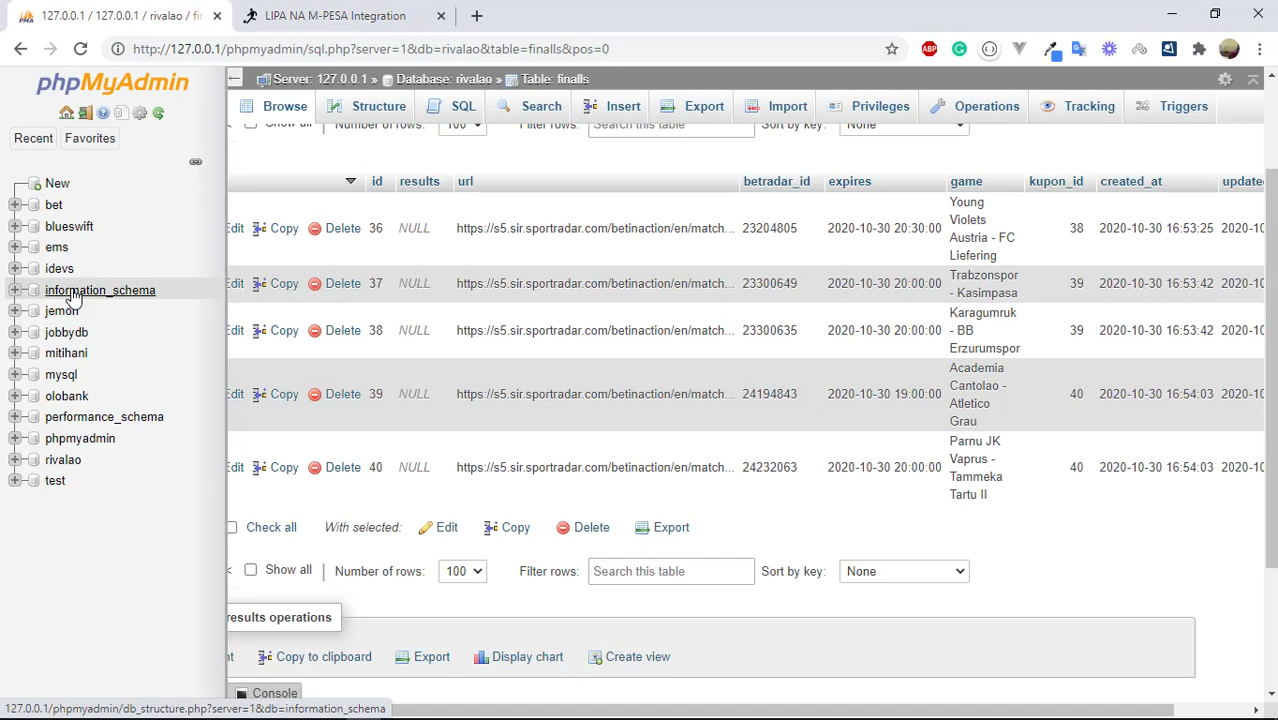 127.0.0.1 / 127.0.0.1 / rivalao / fin
LIPA NA M-PESA Integration
http://127.0.0.1/phpmyadmin/sql.php?server=1&db=rivalao&table=finalls&pos=0
ABP
phpMyAdmin
Server: 127.0.0.1 » Database: rivalao » Table: finalls
Browse Structure SQL Search Insert Export Import Privileges Operations Tracking Triggers
Recent Favorites
Show all Number of rows: 100 Filter rows: Search this table Sort by key: None
New
bet
blueswift
ems
idevs
information_schema
jemon
jobbydb
mitihani
mysql
olobank
performance_schema
phpmyadmin
rivalao
test
id results url betradar_id expires game kupon_id created_at update
Edit Copy Delete 36 NULL https://s5.sir.sportradar.com/betinaction/en/match... 23204805 2020-10-30 20:30:00 Young Violets Austria - FC Liefering 38 2020-10-30 16:53:25 2020-10
Edit Copy Delete 37 NULL https://s5.sir.sportradar.com/betinaction/en/match... 23300649 2020-10-30 20:00:00 Trabzonspor - Kasimpasa 39 2020-10-30 16:53:42 2020-10
Edit Copy Delete 38 NULL https://s5.sir.sportradar.com/betinaction/en/match... 23300635 2020-10-30 20:00:00 Karagumruk - BB Erzurumspor 39 2020-10-30 16:53:42 2020-10
Edit Copy Delete 39 NULL https://s5.sir.sportradar.com/betinaction/en/match... 24194843 2020-10-30 19:00:00 Academia Cantolao - Atletico Grau 40 2020-10-30 16:54:03 2020-10
Edit Copy Delete 40 NULL https://s5.sir.sportradar.com/betinaction/en/match... 24232063 2020-10-30 20:00:00 Parnu JK Vaprus - Tammeka Tartu II 40 2020-10-30 16:54:03 2020-10
Check all With selected: Edit Copy Delete Export
Show all Number of rows: 100 Filter rows: Search this table Sort by key: None
results operations
nt Copy to clipboard Export Display chart Create view
Console
127.0.0.1/phpmyadmin/db_structure.php?server=1&db=information_schema